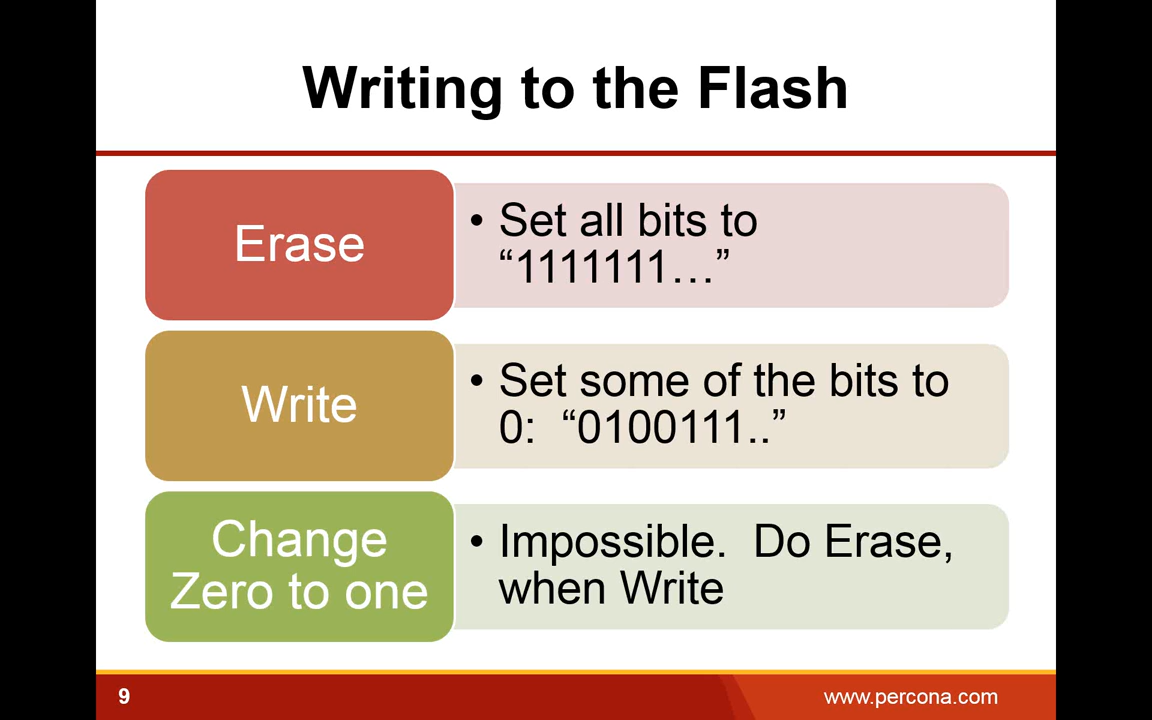 Writing to the Flash
Erase
• Set all bits to
“1111111…”
Write
• Set some of the bits to
0:  “0100111..”
Change
Zero to one
• Impossible.  Do Erase,
when Write
9
www.percona.com